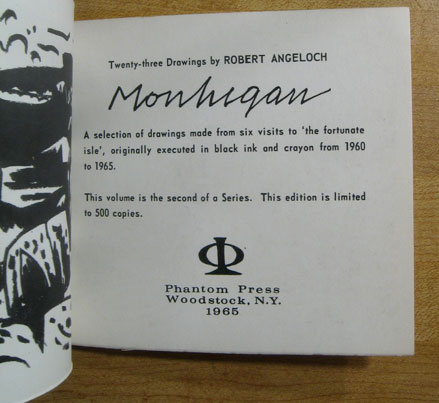 Twenty-three Drawings by ROBERT ANGELOCH
Monhegan
A selection of drawings made from six visits to 'the fortunate
isle', originally executed in black ink and crayon from 1960
to 1965.
This volume is the second of a Series. This edition is limited
to 500 copies.
Phantom Press
Woodstock, N.Y.
1965